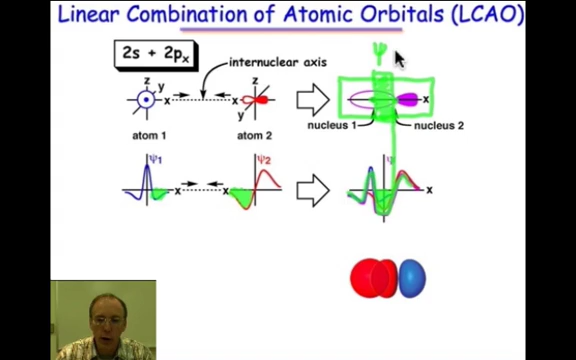 Linear Combination of Atomic Orbitals (LCAO)
2s + 2px
internuclear axis
ψ
z
y
x
x
z
y
x
nucleus 1
nucleus 2
atom 1
atom 2
ψ1
x
x
ψ2
ψ
x